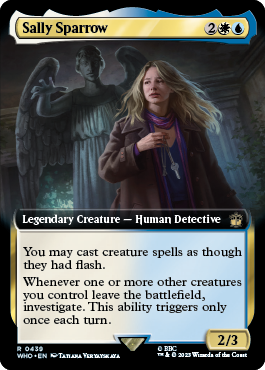 Sally Sparrow 2
Legendary Creature — Human Detective
You may cast creature spells as though
they had flash.
Whenever one or more other creatures
you control leave the battlefield,
investigate. This ability triggers only
once each turn.
2/3
R 0439
WHO • EN Tatiana Veryayskaya
© BBC
™ & © 2023 Wizards of the Coast